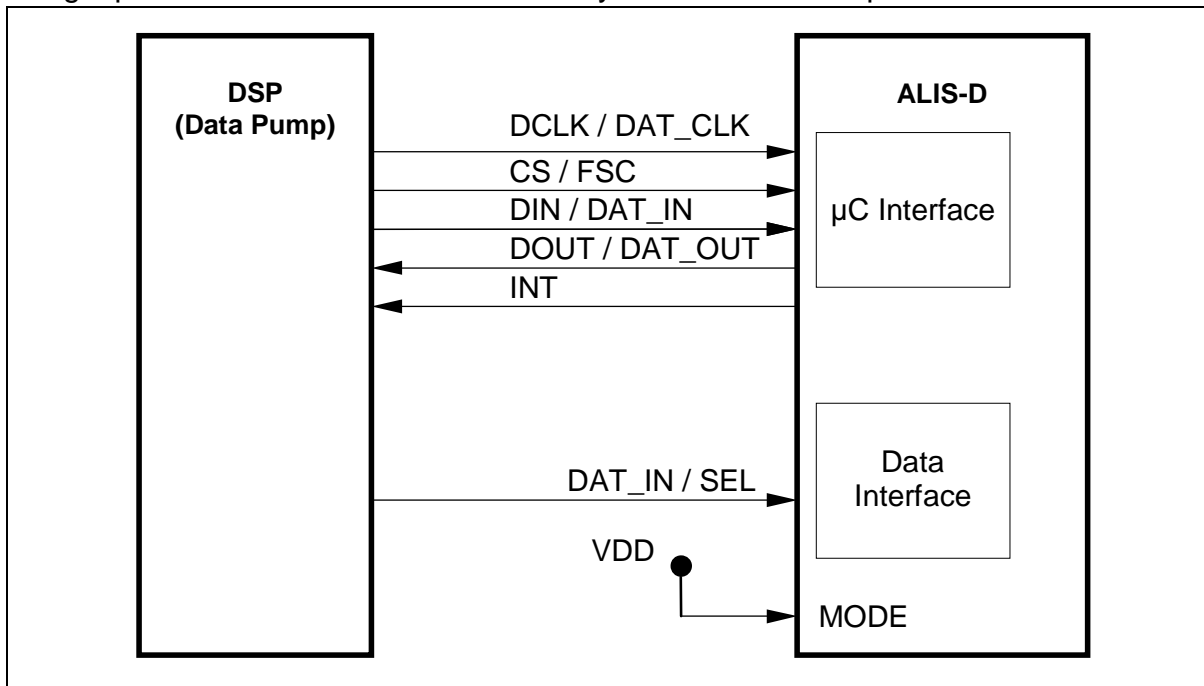 DSP
(Data Pump)
ALIS-D
DCLK / DAT_CLK
CS / FSC
DIN / DAT_IN
DOUT / DAT_OUT
INT
µC Interface
DAT_IN / SEL
Data
Interface
VDD
MODE